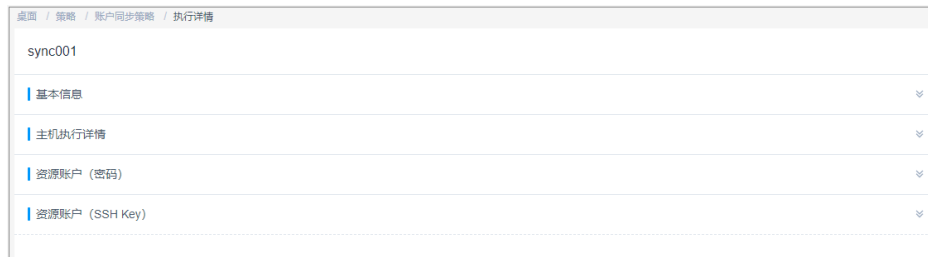 桌面 / 策略 / 账户同步策略 / 执行详情
sync001
基本信息
主机执行详情
资源账户（密码）
资源账户（SSH Key）